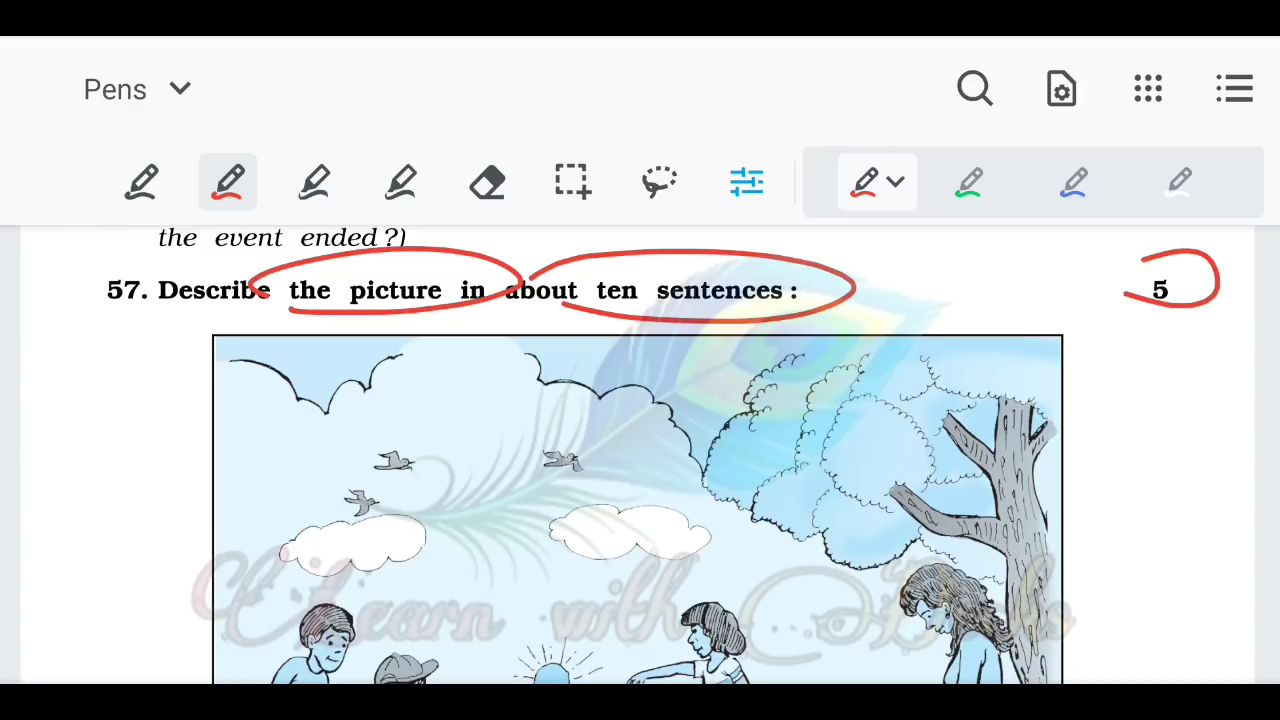 Pens
the event ended ?)
57. Describe the picture in about ten sentences : 5
Learn with